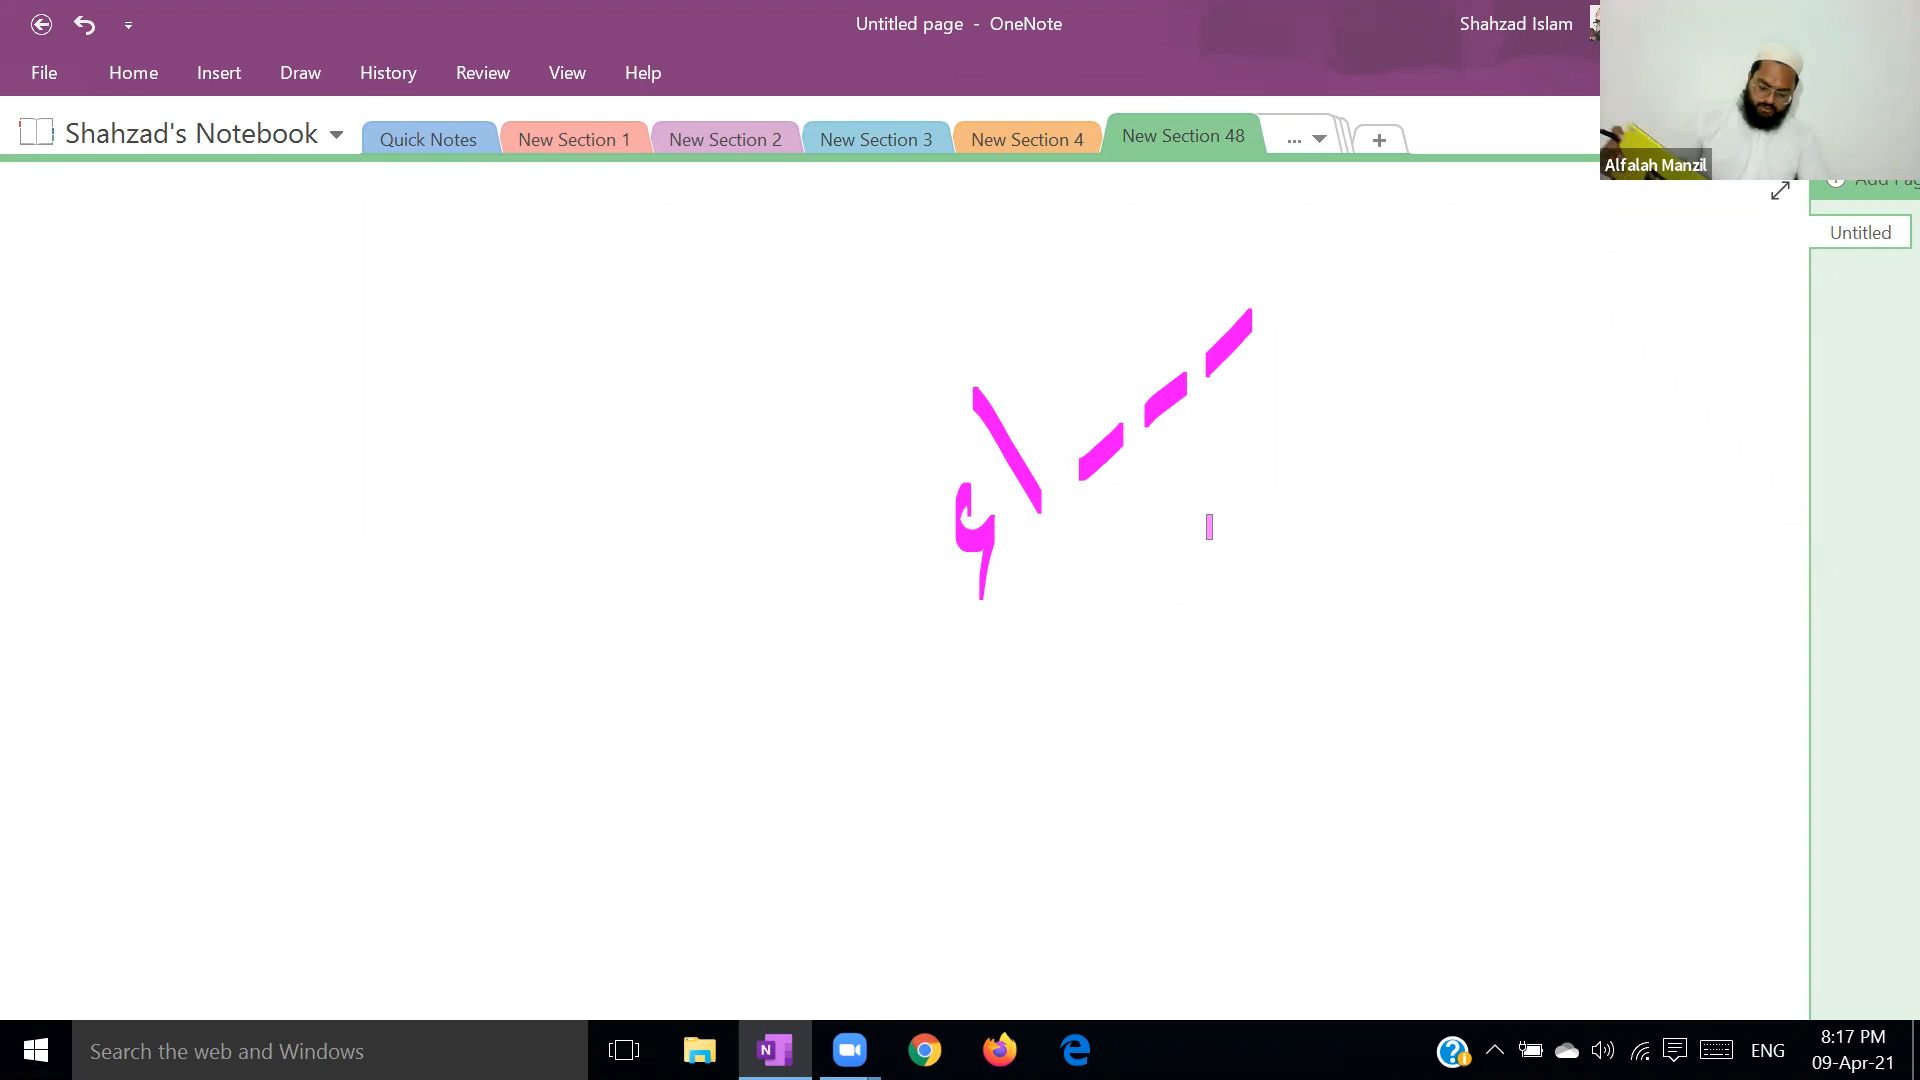 Untitled page - OneNote
Shahzad Islam
File Home Insert Draw History Review View Help
Shahzad's Notebook
Quick Notes New Section 1 New Section 2 New Section 3 New Section 4 New Section 48 ...
Alfalah Manzil
Untitled
Search the web and Windows
ENG
8:17 PM
09-Apr-21